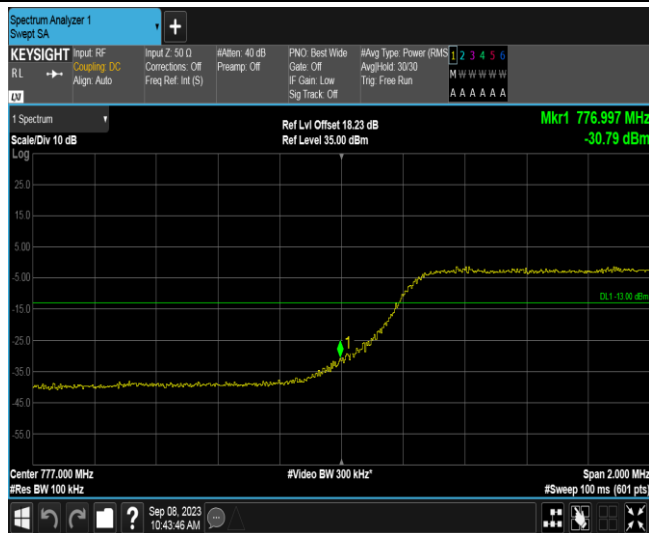 Spectrum Analyzer 1
Swept SA
+
KEYSIGHT
RL
LXI
Input: RF
Coupling: DC
Align: Auto
Input Z: 50 Ω
Corrections: Off
Freq Ref: Int (S)
#Atten: 40 dB
Preamp: Off
PNO: Best Wide
Gate: Off
IF Gain: Low
Sig Track: Off
#Avg Type: Power (RMS
Avg|Hold: 30/30
Trig: Free Run
1 2 3 4 5 6
M W W W W W
A A A A A A
1 Spectrum
Scale/Div 10 dB
Log
Ref Lvl Offset 18.23 dB
Ref Level 35.00 dBm
Mkr1 776.997 MHz
-30.79 dBm
25.0
15.0
5.00
-5.00
-15.0
-25.0
-35.0
-45.0
-55.0
DL1 -13.00 dBm
1
Center 777.000 MHz
#Res BW 100 kHz
#Video BW 300 kHz*
Span 2.000 MHz
#Sweep 100 ms (601 pts)
?
Sep 08, 2023
10:43:46 AM